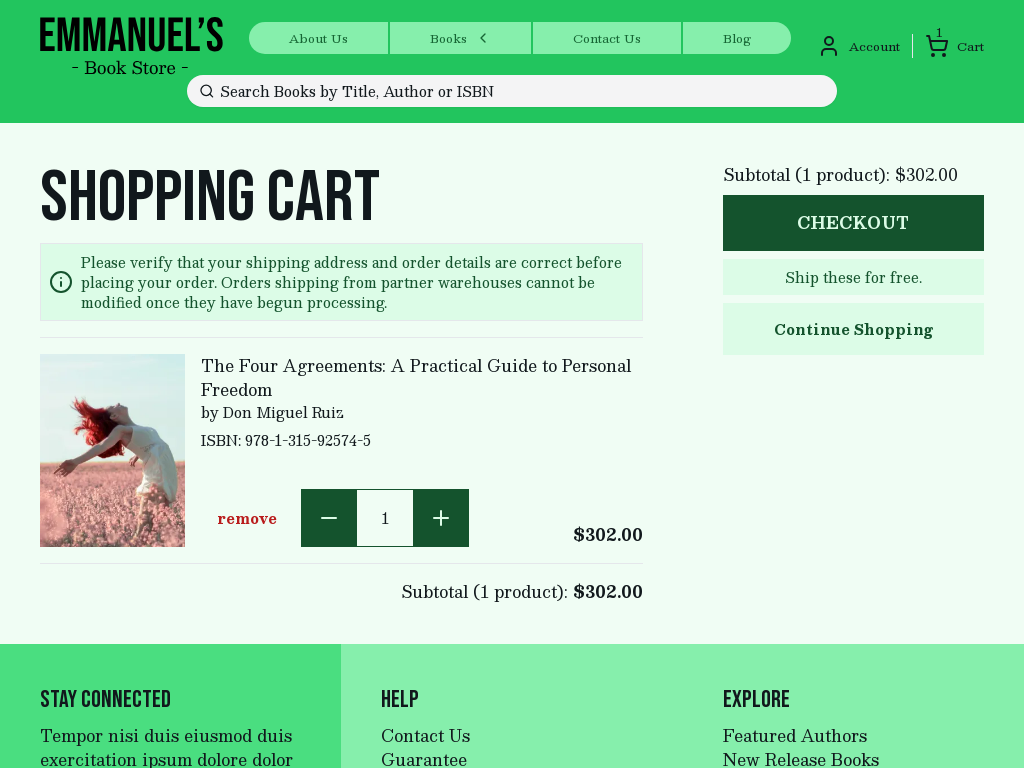 EMMANUEL'S
- Book Store -
About Us
Books
Contact Us
Blog
Account
1
Cart
Search Books by Title, Author or ISBN
SHOPPING CART
Please verify that your shipping address and order details are correct before
placing your order. Orders shipping from partner warehouses cannot be
modified once they have begun processing.
The Four Agreements: A Practical Guide to Personal
Freedom
by Don Miguel Ruiz
ISBN: 978-1-315-92574-5
remove
1
$302.00
Subtotal (1 product): $302.00
Subtotal (1 product): $302.00
CHECKOUT
Ship these for free.
Continue Shopping
STAY CONNECTED
Tempor nisi duis eiusmod duis
exercitation ipsum dolore dolor
HELP
Contact Us
Guarantee
EXPLORE
Featured Authors
New Release Books